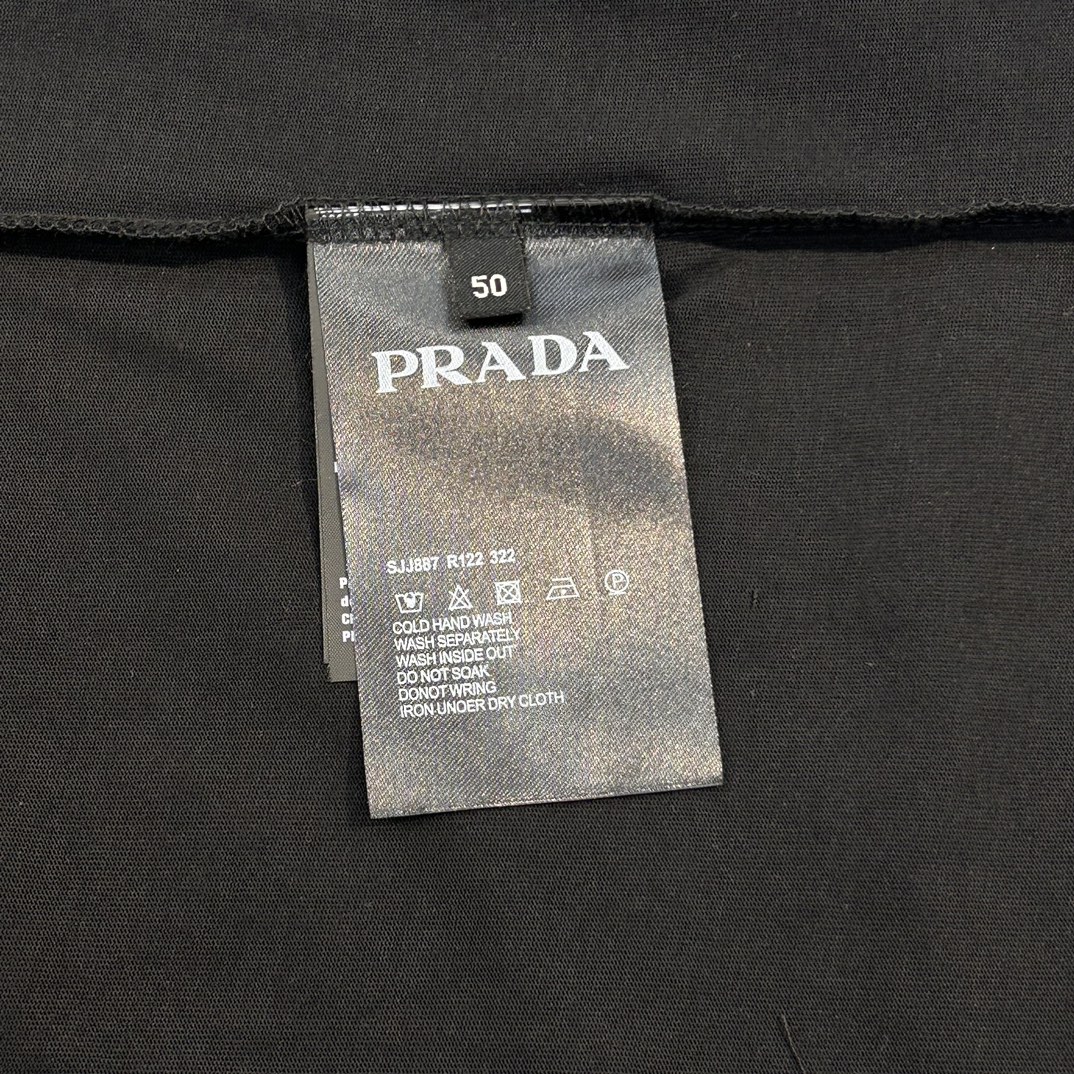 50
PRADA
SJJ887 R122 322
P
COLD HAND WASH
WASH SEPARATELY
WASH INSIDE OUT
DO NOT SOAK
DONOT WRING
IRON UNOER DRY CLOTH